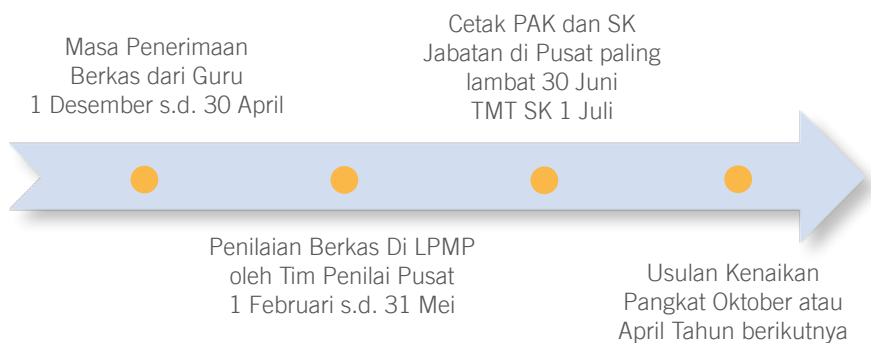 Masa Penerimaan
Berkas dari Guru
1 Desember s.d. 30 April
Penilaian Berkas Di LPMP
oleh Tim Penilai Pusat
1 Februari s.d. 31 Mei
Cetak PAK dan SK
Jabatan di Pusat paling
lambat 30 Juni
TMT SK 1 Juli
Usulan Kenaikan
Pangkat Oktober atau
April Tahun berikutnya